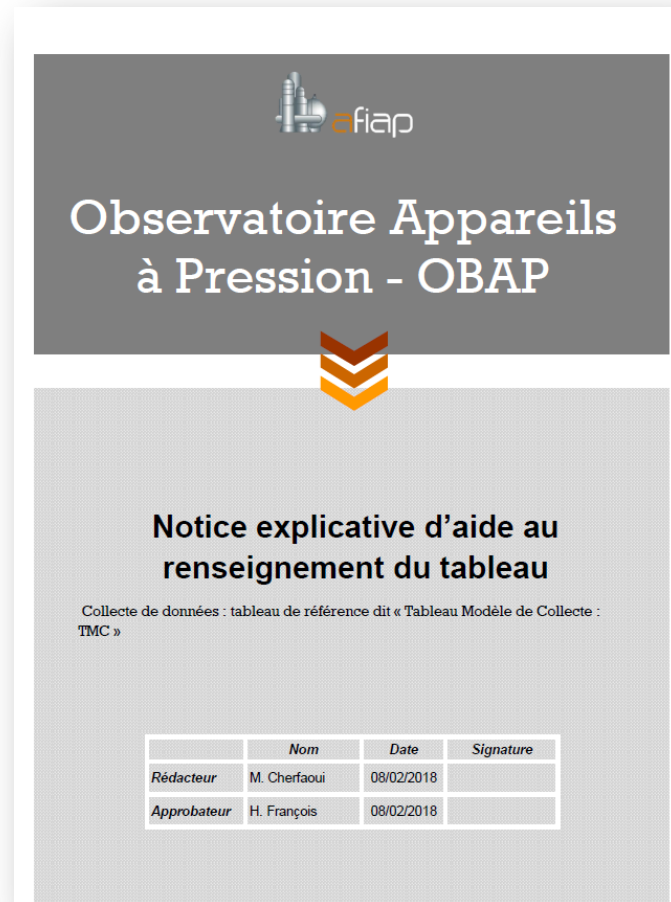 afiap
Observatoire Appareils
à Pression - OBAP
Notice explicative d’aide au
renseignement du tableau
Collecte de données : tableau de référence dit « Tableau Modèle de Collecte :
TMC »
Nom Date Signature
Rédacteur M. Cherfaoui 08/02/2018
Approbateur H. François 08/02/2018